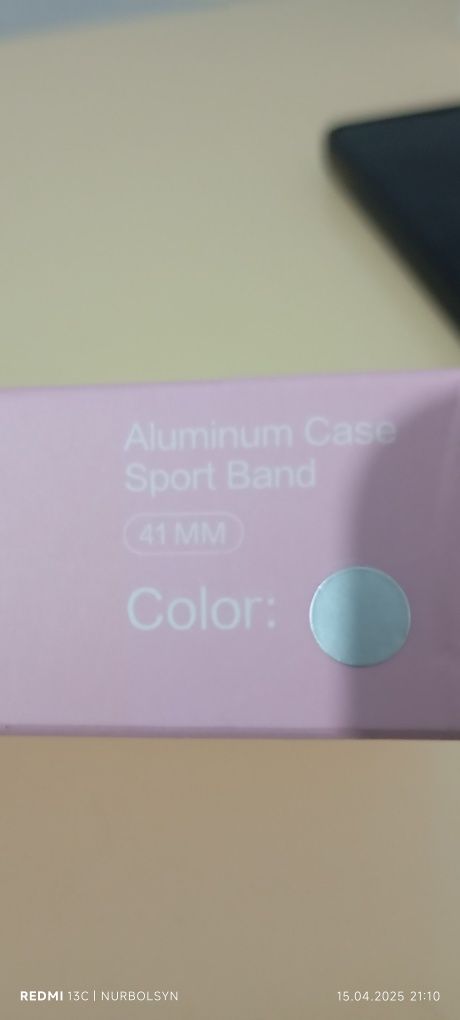 Aluminum Case
Sport Band
41 MM
Color:
REDMI 13C | NURBOLSYN
15.04.2025 21:10